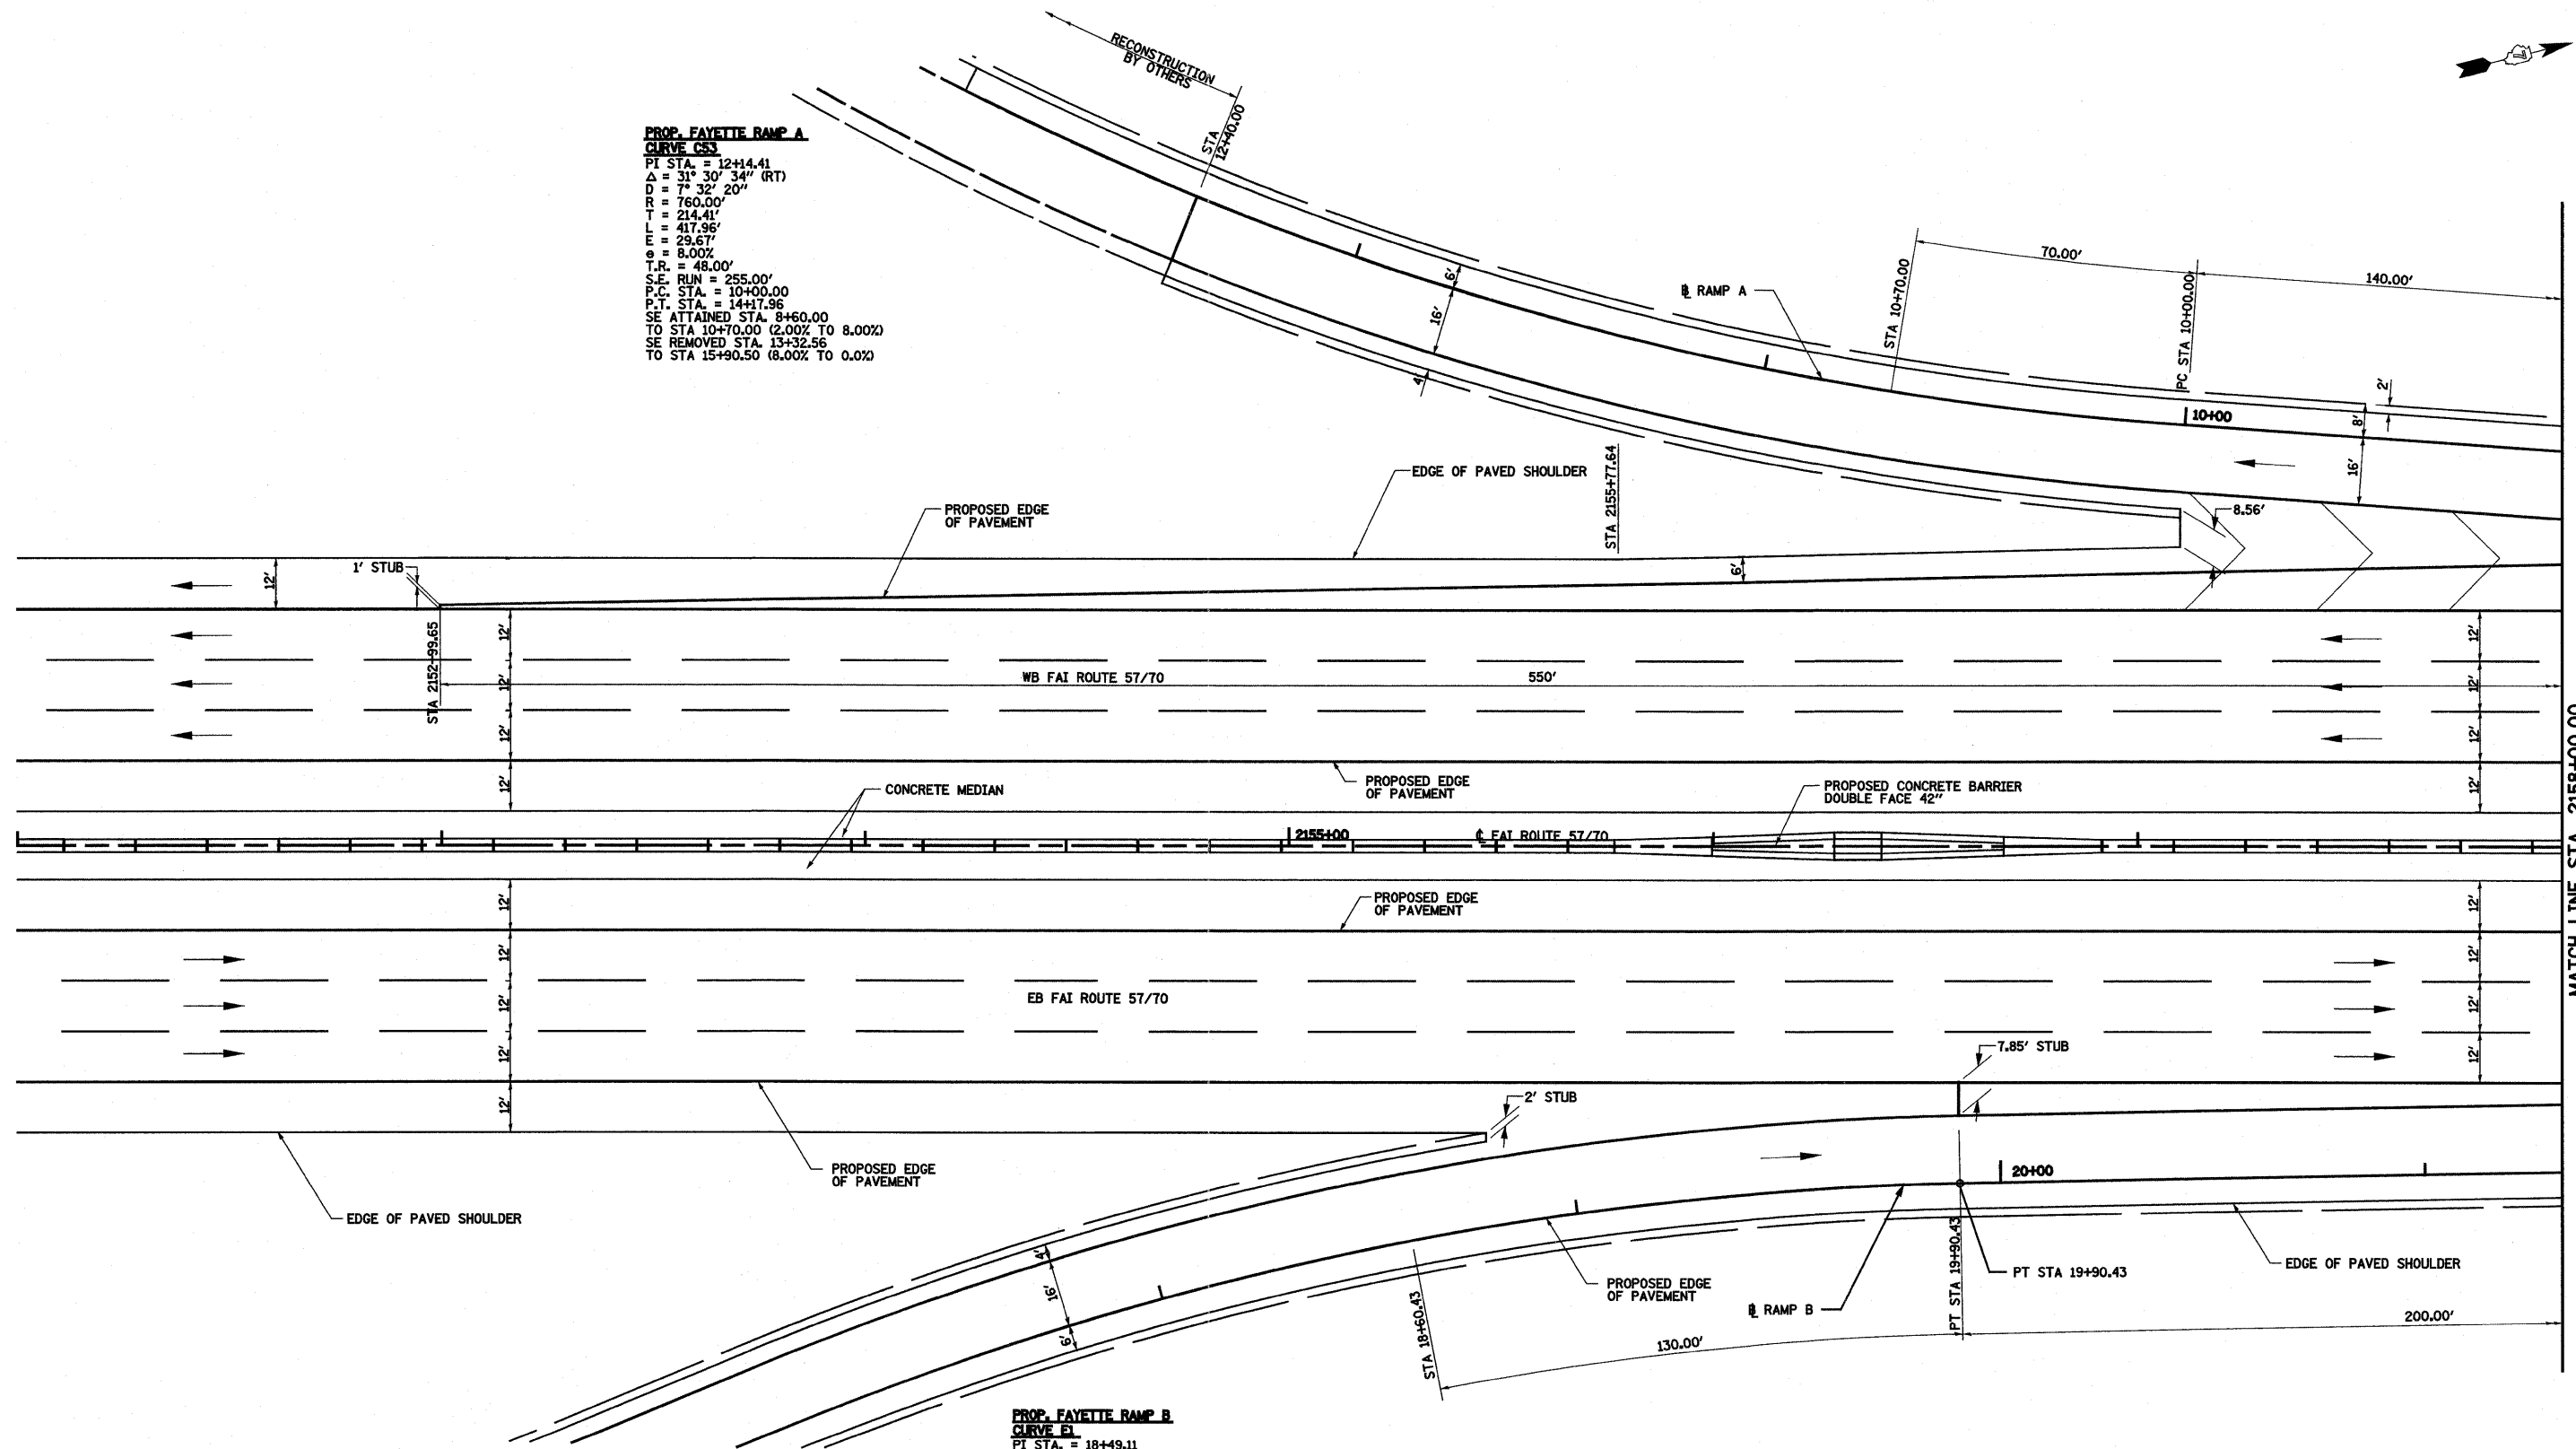 RECONSTRUCTION
BY OTHERS
STA
12+40.00
PROP. FAYETTE RAMP A
CURVE C53
PI STA. = 12+14.41
Δ = 31° 30' 34" (RT)
D = 7° 32' 20"
R = 760.00'
T = 214.41'
L = 417.96'
E = 29.67'
e = 8.00%
T.R. = 48.00'
S.E. RUN = 255.00'
P.C. STA. = 10+00.00
P.T. STA. = 14+17.96
SE ATTAINED STA. 8+60.00
TO STA 10+70.00 (2.00% TO 8.00%)
SE REMOVED STA. 13+32.56
TO STA 15+90.50 (8.00% TO 0.0%)
6'
16'
4'
℄ RAMP A
STA 10+70.00
70.00'
PC STA 10+00.00
140.00'
10+00
2'
8'
16'
8.56'
EDGE OF PAVED SHOULDER
STA 2155+77.64
PROPOSED EDGE
OF PAVEMENT
12'
1' STUB
6'
STA 2152+99.65
12'
12'
12'
12'
WB FAI ROUTE 57/70
550'
12'
12'
12'
12'
PROPOSED EDGE
OF PAVEMENT
CONCRETE MEDIAN
PROPOSED CONCRETE BARRIER
DOUBLE FACE 42"
2155+00
℄ FAI ROUTE 57/70
MATCH LINE STA. 2158+00.00
PROPOSED EDGE
OF PAVEMENT
12'
12'
12'
12'
12'
EB FAI ROUTE 57/70
12'
12'
12'
12'
7.85' STUB
2' STUB
PROPOSED EDGE
OF PAVEMENT
EDGE OF PAVED SHOULDER
4'
16'
6'
20+00
PT STA 19+90.43
PT STA 19+90.43
EDGE OF PAVED SHOULDER
PROPOSED EDGE
OF PAVEMENT
℄ RAMP B
STA 18+60.43
130.00'
200.00'
PROP. FAYETTE RAMP B
CURVE E1
PI STA. = 18+49.11